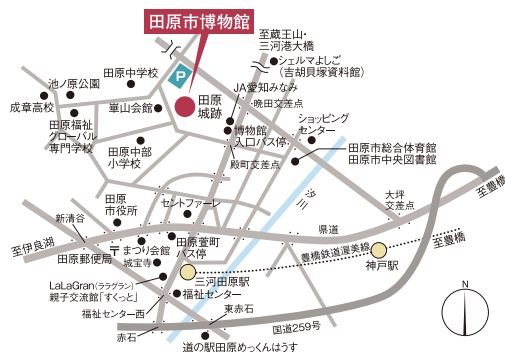 田原市博物館
至蔵王山・
三河港大橋
シェルマよしご
（吉胡貝塚資料館）
池ノ原公園
田原中学校
P
JA愛知みなみ
成章高校
崋山会館
田原
城跡
晩田交差点
田原福祉
グローバル
専門学校
博物館
入口バス停
ショッピング
センター
田原中部
小学校
殿町交差点
田原市総合体育館
田原市中央図書館
汐川
大坪
交差点
至豊橋
田原
市役所
セントファーレ
新清谷
県道
至伊良湖
田原郵便局
〒
まつり会館
田原萱町
バス停
城宝寺
豊橋鉄道渥美線
至豊橋
神戸駅
三河田原駅
LaLaGran（ララグラン）
親子交流館「すくっと」
福祉センター
福祉センター西
東赤石
赤石
国道259号
道の駅田原めっくんはうす
N